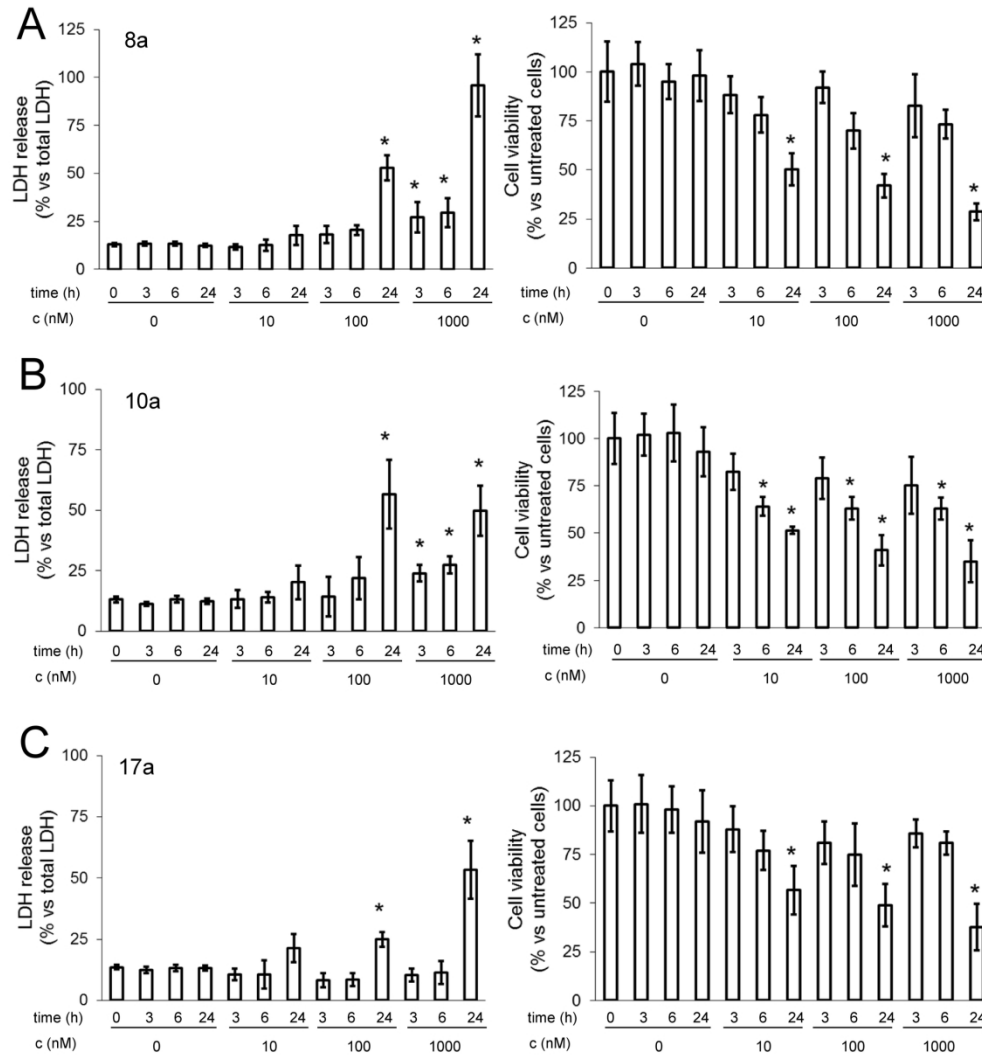 A
8a
LDH release
(% vs total LDH)
125
100
75
50
25
0
time (h) 0 3 6 24 3 6 24 3 6 24 3 6 24
c (nM) 0 10 100 1000
* * * *
Cell viability
(% vs untreated cells)
125
100
75
50
25
0
time (h) 0 3 6 24 3 6 24 3 6 24 3 6 24
c (nM) 0 10 100 1000
* * *
B
10a
LDH release
(% vs total LDH)
100
75
50
25
0
time (h) 0 3 6 24 3 6 24 3 6 24 3 6 24
c (nM) 0 10 100 1000
* * * *
Cell viability
(% vs untreated cells)
125
100
75
50
25
0
time (h) 0 3 6 24 3 6 24 3 6 24 3 6 24
c (nM) 0 10 100 1000
* * * * * *
C
17a
LDH release
(% vs total LDH)
100
75
50
25
0
time (h) 0 3 6 24 3 6 24 3 6 24 3 6 24
c (nM) 0 10 100 1000
* *
Cell viability
(% vs untreated cells)
125
100
75
50
25
0
time (h) 0 3 6 24 3 6 24 3 6 24 3 6 24
c (nM) 0 10 100 1000
* * *